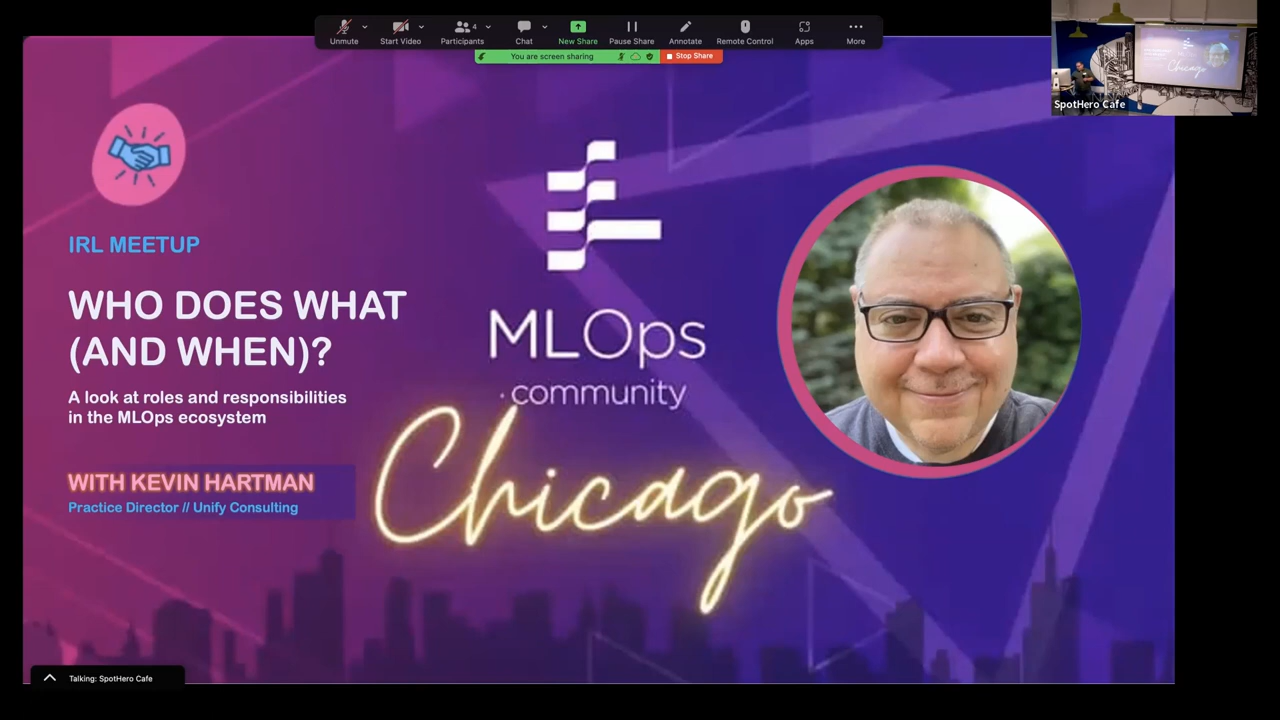 Unmute
Start Video
4
Participants
Chat
New Share
Pause Share
Annotate
Remote Control
Apps
More
You are screen sharing
Stop Share
SpotHero Cafe
Chicago
IRL MEETUP
WHO DOES WHAT
(AND WHEN)?
A look at roles and responsibilities
in the MLOps ecosystem
WITH KEVIN HARTMAN
Practice Director // Unify Consulting
MLOps
.community
Chicago
Talking: SpotHero Cafe